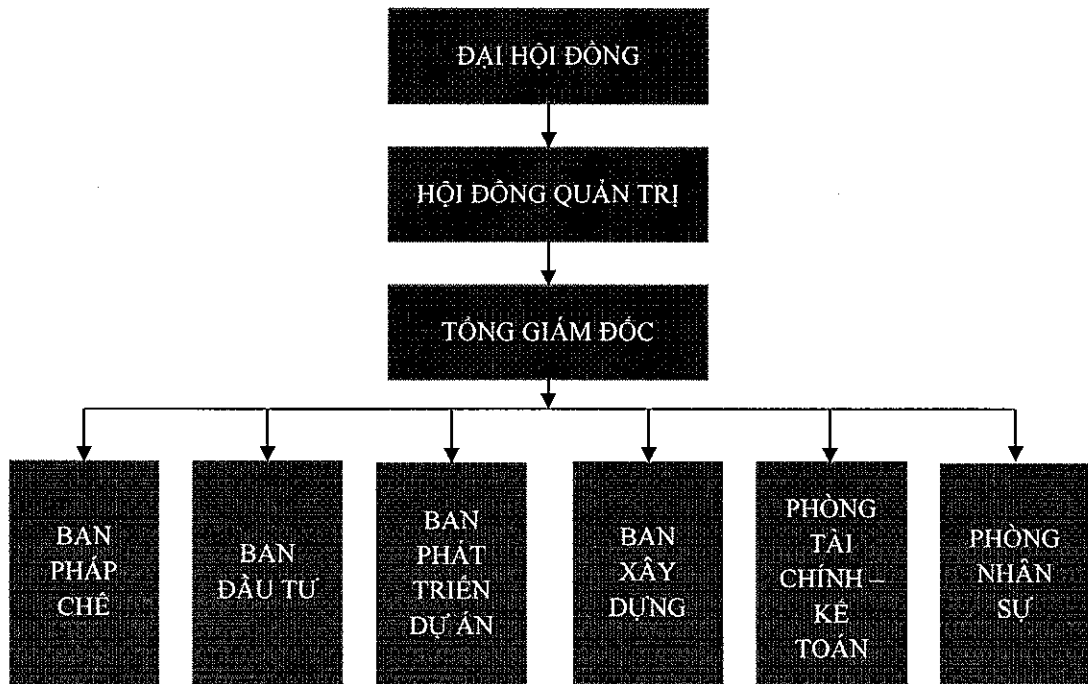 ĐẠI HỘI ĐỒNG
HỘI ĐỒNG QUẢN TRỊ
TỔNG GIÁM ĐỐC
BAN
PHÁP
CHẾ
BAN
ĐẦU TƯ
BAN
PHÁT
TRIỂN
DỰ ÁN
BAN
XÂY
DỰNG
PHÒNG
TÀI
CHÍNH –
KẾ
TOÁN
PHÒNG
NHÂN
SỰ